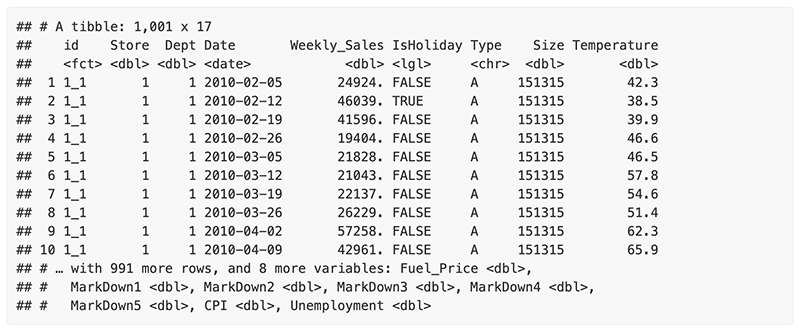 ## # A tibble: 1,001 x 17
##    id    Store  Dept Date       Weekly_Sales IsHoliday Type    Size Temperature
##    <fct> <dbl> <dbl> <date>            <dbl> <lgl>     <chr>  <dbl>       <dbl>
##  1 1_1       1     1 2010-02-05       24924. FALSE     A     151315        42.3
##  2 1_1       1     1 2010-02-12       46039. TRUE      A     151315        38.5
##  3 1_1       1     1 2010-02-19       41596. FALSE     A     151315        39.9
##  4 1_1       1     1 2010-02-26       19404. FALSE     A     151315        46.6
##  5 1_1       1     1 2010-03-05       21828. FALSE     A     151315        46.5
##  6 1_1       1     1 2010-03-12       21043. FALSE     A     151315        57.8
##  7 1_1       1     1 2010-03-19       22137. FALSE     A     151315        54.6
##  8 1_1       1     1 2010-03-26       26229. FALSE     A     151315        51.4
##  9 1_1       1     1 2010-04-02       57258. FALSE     A     151315        62.3
## 10 1_1       1     1 2010-04-09       42961. FALSE     A     151315        65.9
## # … with 991 more rows, and 8 more variables: Fuel_Price <dbl>,
## #   MarkDown1 <dbl>, MarkDown2 <dbl>, MarkDown3 <dbl>, MarkDown4 <dbl>,
## #   MarkDown5 <dbl>, CPI <dbl>, Unemployment <dbl>